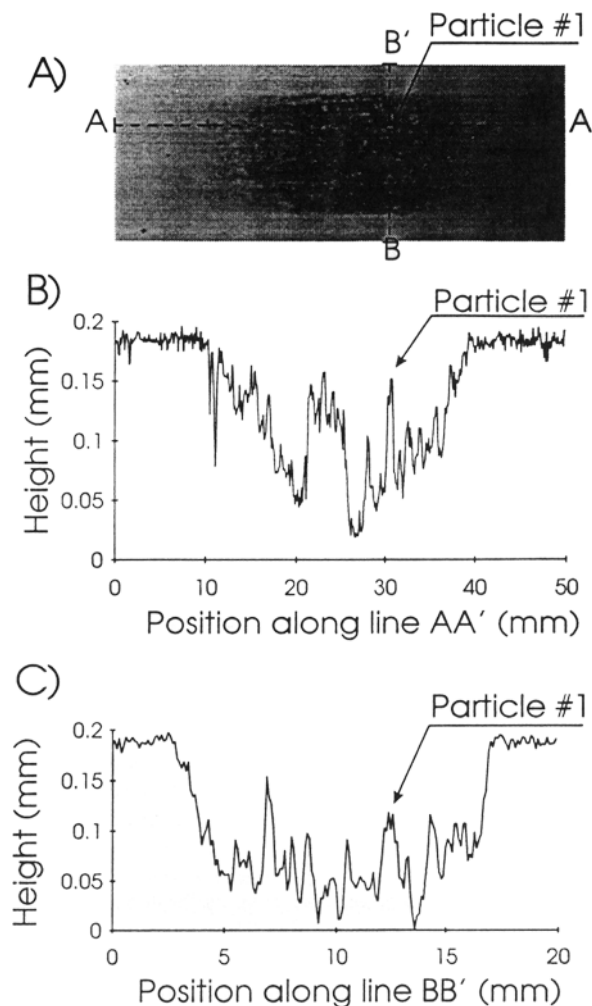 Particle #1
A)
B'
A
A
B
B)
Particle #1
0.2
0.15
0.1
0.05
0
Height (mm)
0 10 20 30 40 50
Position along line AA' (mm)
C)
Particle #1
0.2
0.15
0.1
0.05
0
Height (mm)
0 5 10 15 20
Position along line BB' (mm)